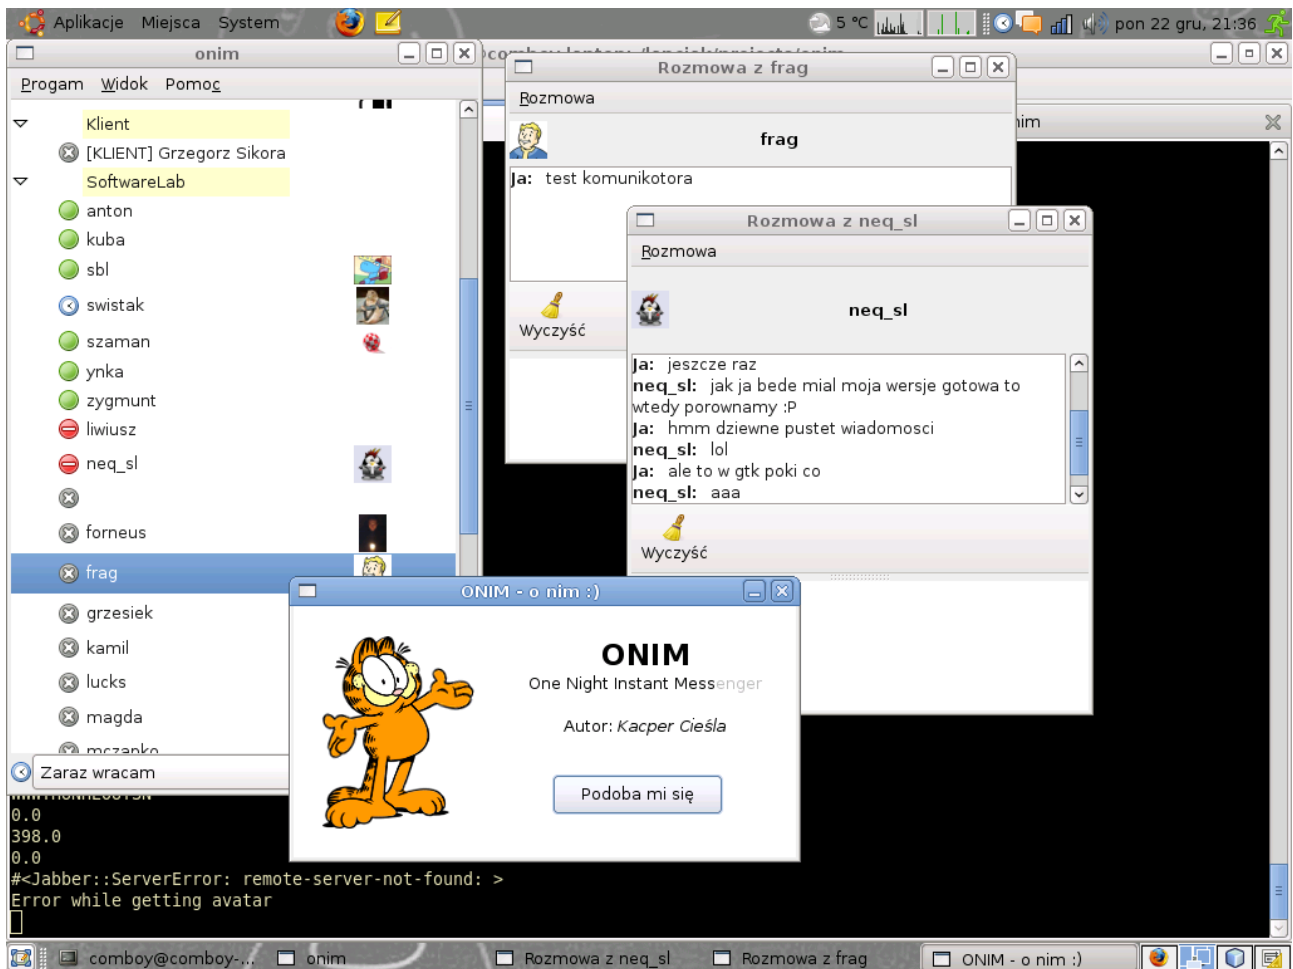 Aplikacje Miejsca System
5 °C
pon 22 gru, 21:36
onim
Progam Widok Pomoc
Klient
[KLIENT] Grzegorz Sikora
SoftwareLab
anton
kuba
sbl
swistak
szaman
ynka
zygmunt
liwiusz
neq_sl
forneus
frag
grzesiek
kamil
lucks
magda
mczapko
Zaraz wracam
Rozmowa z frag
Rozmowa
frag
Ja: test komunikotora
Wyczyść
Rozmowa z neq_sl
Rozmowa
neq_sl
Ja: jeszcze raz
neq_sl: jak ja bede mial moja wersje gotowa to
wtedy porownamy :P
Ja: hmm dziewne pustet wiadomosci
neq_sl: lol
Ja: ale to w gtk poki co
neq_sl: aaa
Wyczyść
ONIM - o nim :)
ONIM
One Night Instant Messenger
Autor: Kacper Cieśla
Podoba mi się
0.0
398.0
0.0
#<Jabber::ServerError: remote-server-not-found: >
Error while getting avatar
comboy@comboy-... onim Rozmowa z neq_sl Rozmowa z frag ONIM - o nim :)